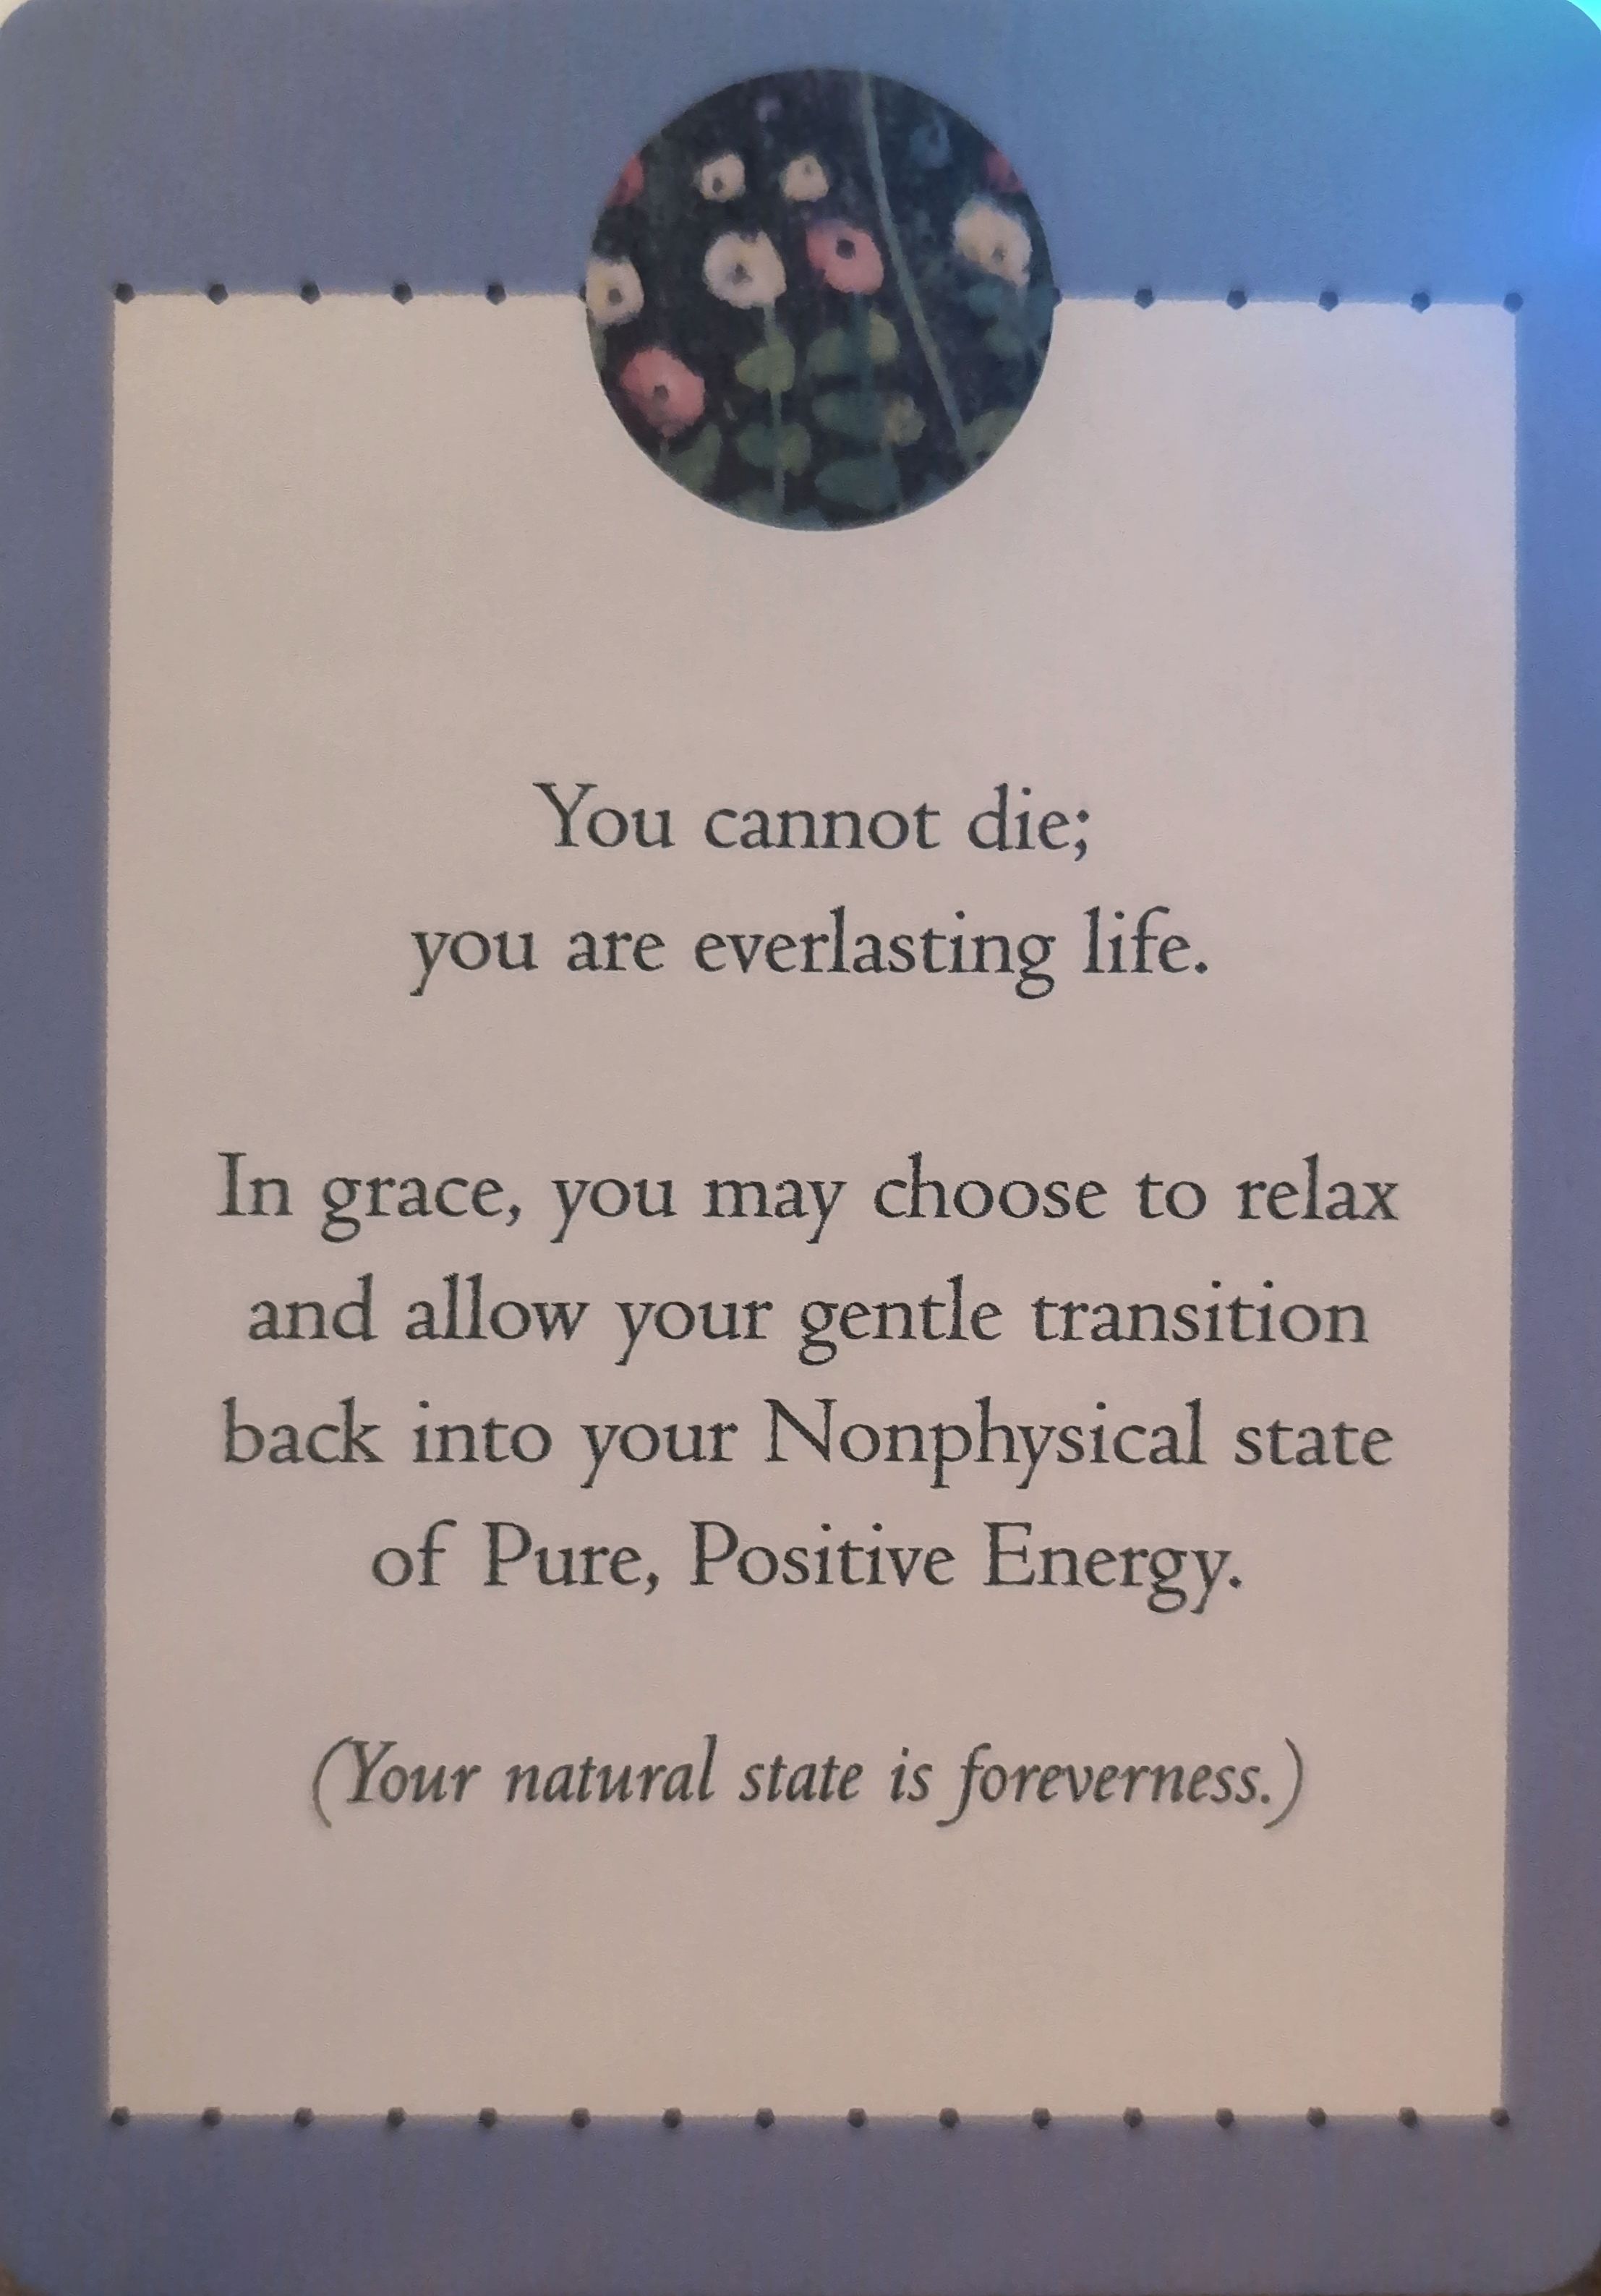 You cannot die;
you are everlasting life.
In grace, you may choose to relax
and allow your gentle transition
back into your Nonphysical state
of Pure, Positive Energy.
(Your natural state is foreverness.)